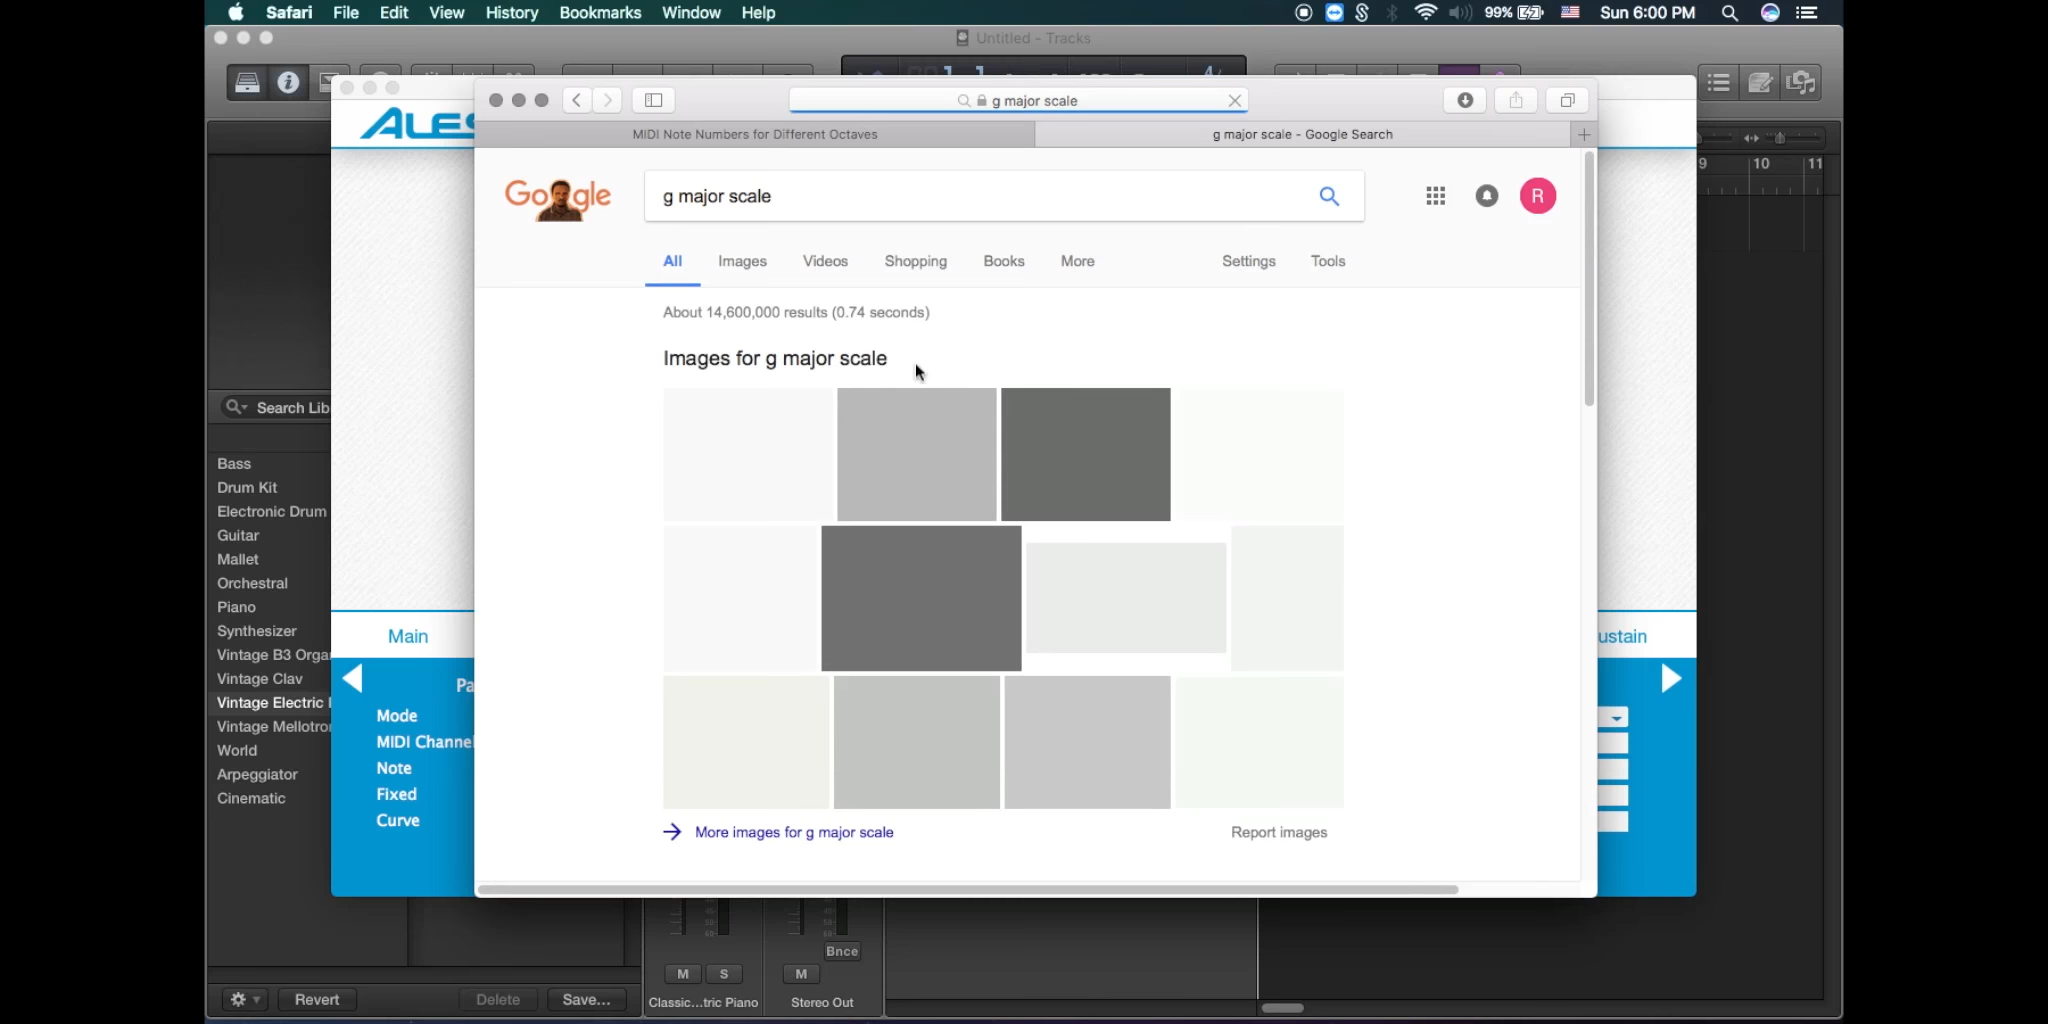 Safari File Edit View History Bookmarks Window Help 99% Sun 6:00 PM
Untitled - Tracks
g major scale
MIDI Note Numbers for Different Octaves
g major scale - Google Search
ALES
Google
g major scale
R
9 10 11
All Images Videos Shopping Books More Settings Tools
About 14,600,000 results (0.74 seconds)
Images for g major scale
Search Lib
Bass
Drum Kit
Electronic Drum
Guitar
Mallet
Orchestral
Piano
Synthesizer
Vintage B3 Orga
Vintage Clav
Vintage Electric
Vintage Mellotro
World
Arpeggiator
Cinematic
Main
ustain
Pa
Mode
MIDI Channel
Note
Fixed
Curve
More images for g major scale
Report images
Bnce
M S M
Classic...tric Piano Stereo Out
Revert Delete Save...